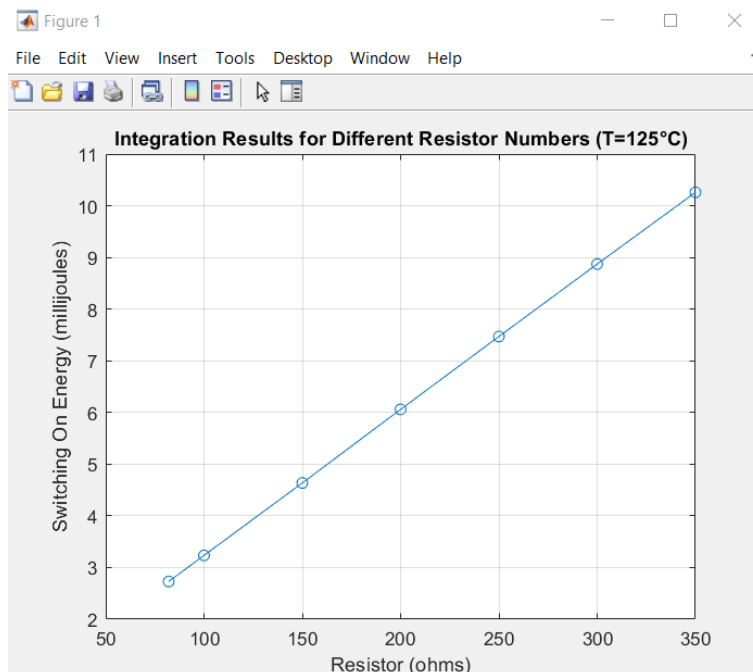 Figure 1
File Edit View Insert Tools Desktop Window Help
Integration Results for Different Resistor Numbers (T=125°C)
11
10
9
8
7
6
5
4
3
2
Switching On Energy (millijoules)
50 100 150 200 250 300 350
Resistor (ohms)